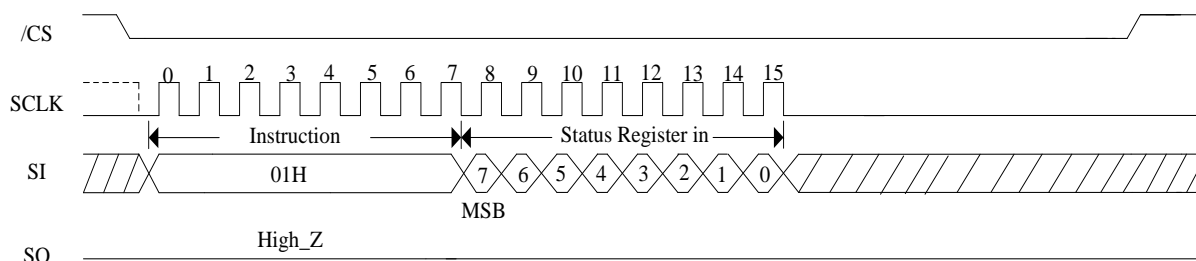 /CS
0 1 2 3 4 5 6 7 8 9 10 11 12 13 14 15
SCLK
Instruction Status Register in
SI 01H 7 6 5 4 3 2 1 0
MSB
High_Z
SO